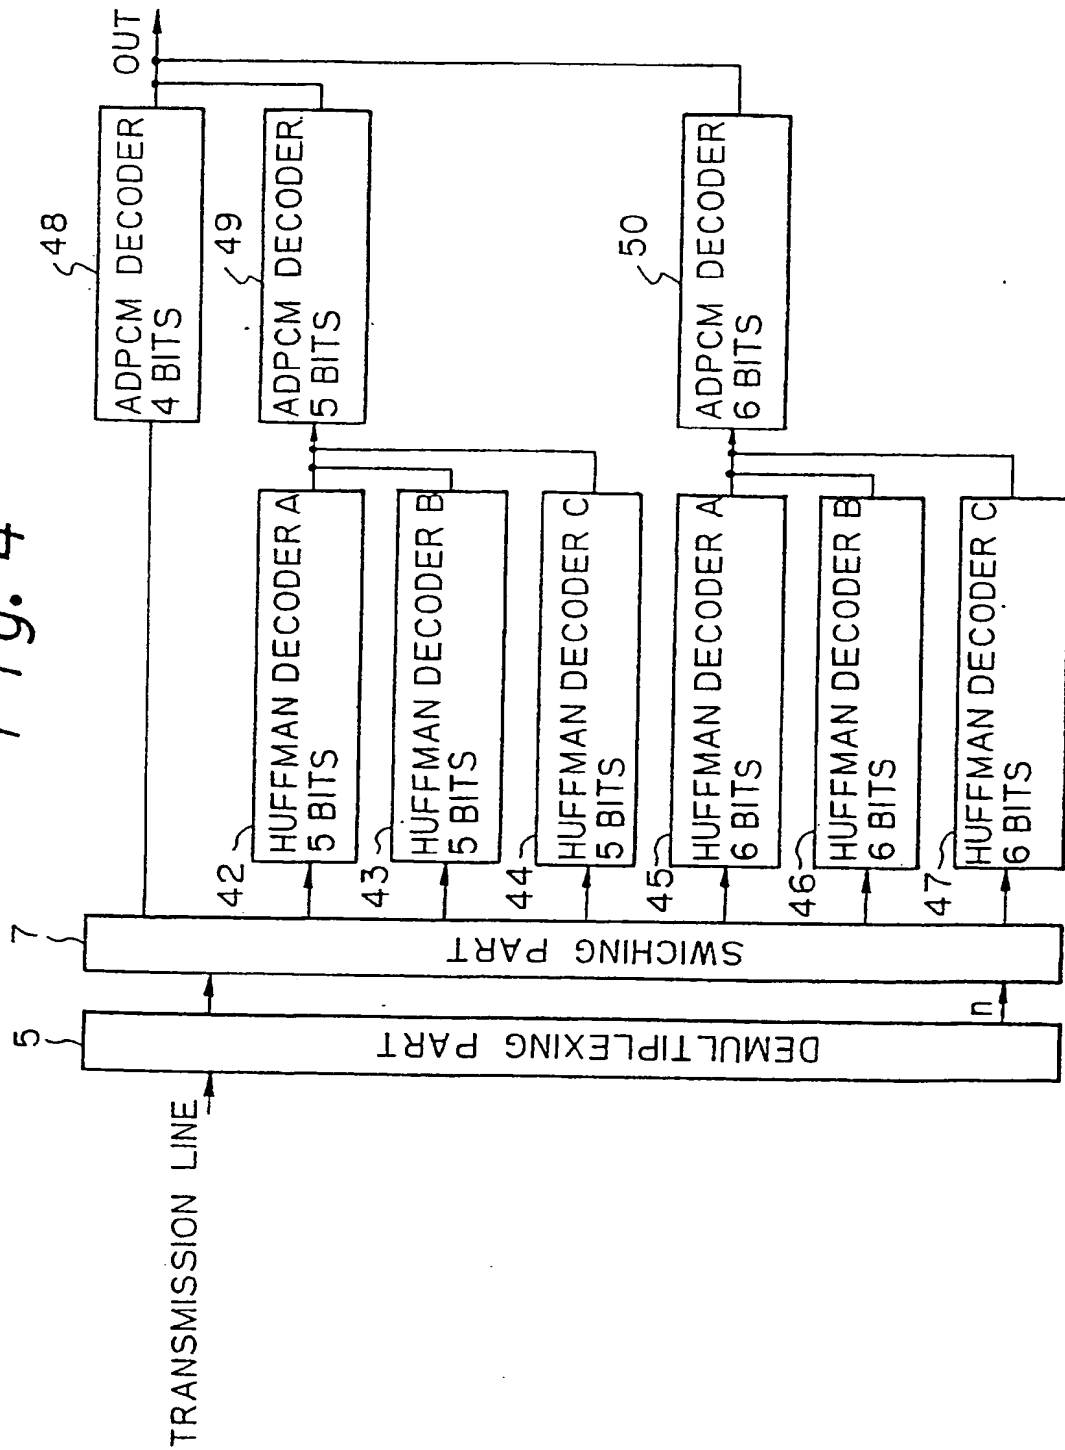 Fig. 4
TRANSMISSION LINE
5
DEMULTIPLEXING PART
n
7
SWICHING PART
42
HUFFMAN DECODER A
5 BITS
43
HUFFMAN DECODER B
5 BITS
44
HUFFMAN DECODER C
5 BITS
45
HUFFMAN DECODER A
6 BITS
46
HUFFMAN DECODER B
6 BITS
47
HUFFMAN DECODER C
6 BITS
48
ADPCM DECODER
4 BITS
49
ADPCM DECODER
5 BITS
50
ADPCM DECODER
6 BITS
OUT